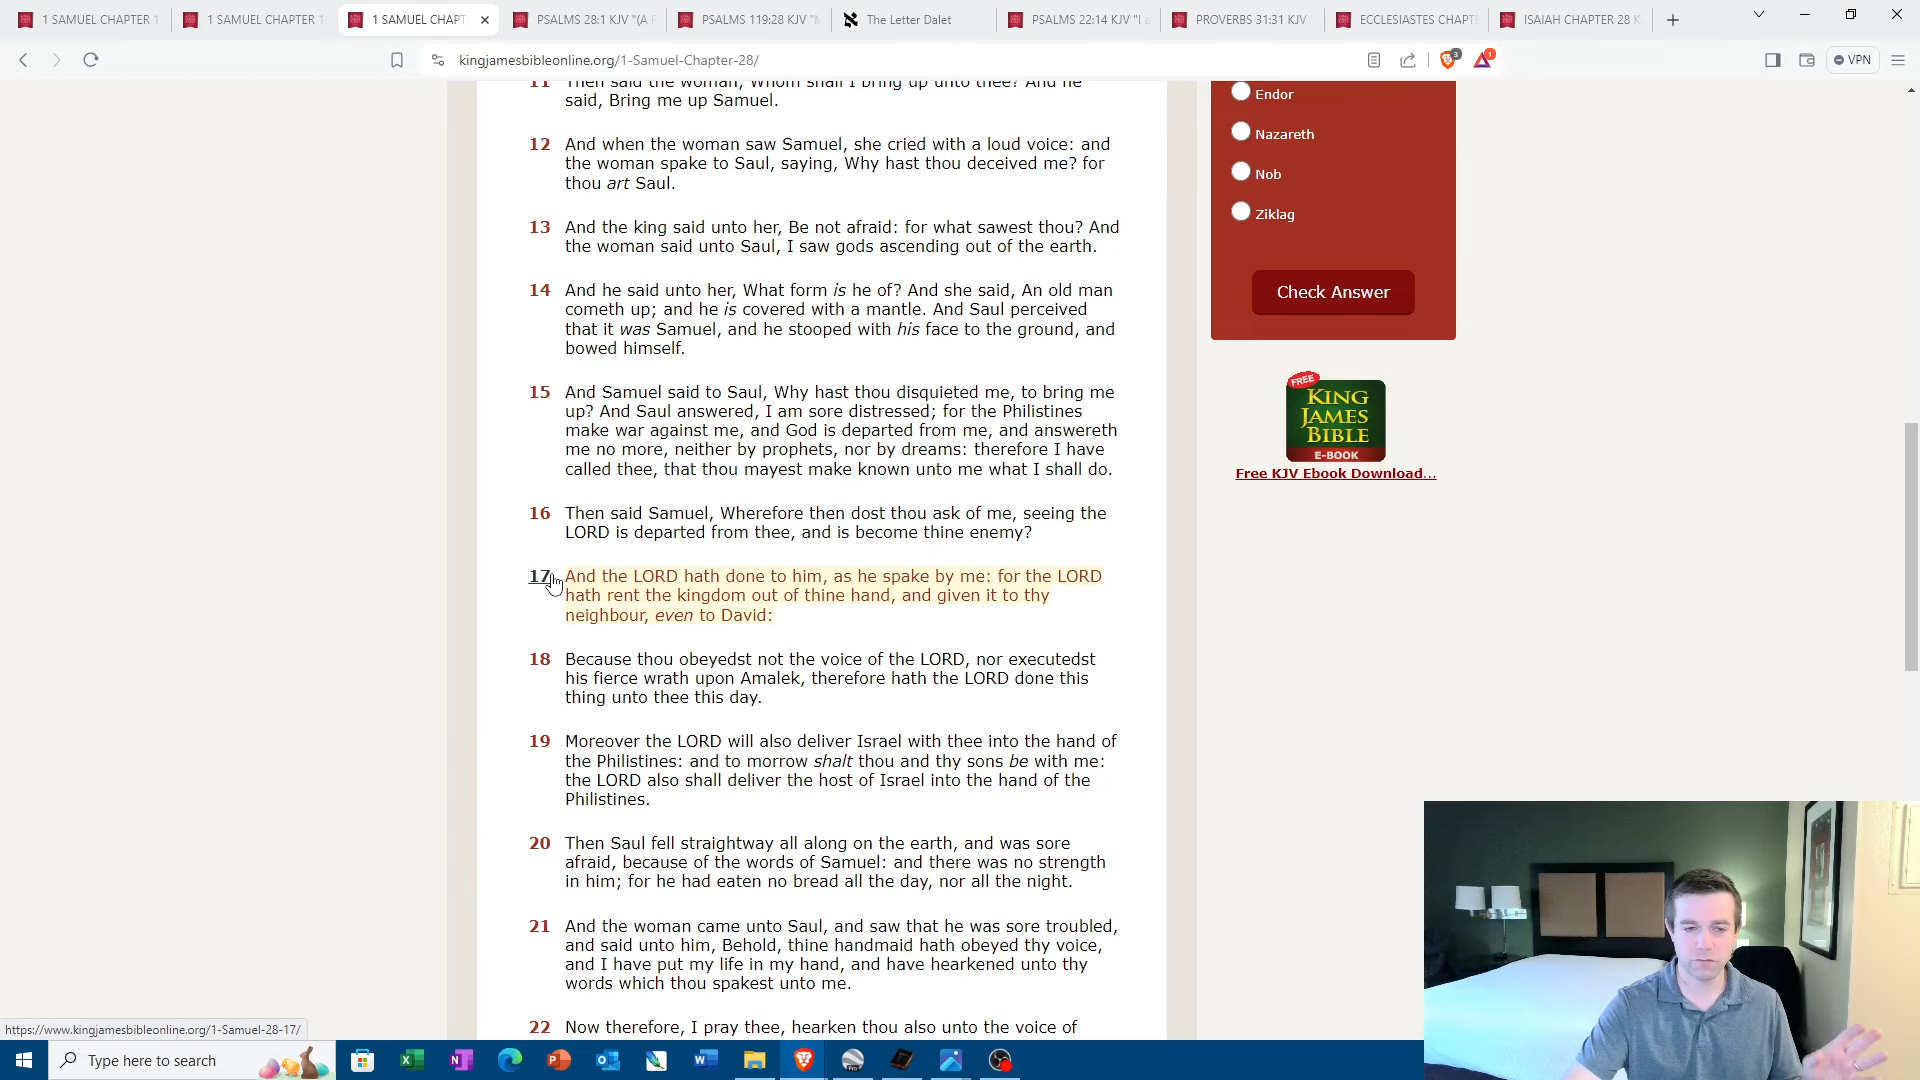 1 SAMUEL CHAPTER 1
1 SAMUEL CHAPTER 1
1 SAMUEL CHAPT
PSALMS 28:1 KJV "(A P
PSALMS 119:28 KJV "M
The Letter Dalet
PSALMS 22:14 KJV "I a
PROVERBS 31:31 KJV
ECCLESIASTES CHAPTE
ISAIAH CHAPTER 28 K
kingjamesbibleonline.org/1-Samuel-Chapter-28/
3
1
VPN
11 Then said the woman, Whom shall I bring up unto thee? And he
said, Bring me up Samuel.
12 And when the woman saw Samuel, she cried with a loud voice: and
the woman spake to Saul, saying, Why hast thou deceived me? for
thou art Saul.
13 And the king said unto her, Be not afraid: for what sawest thou? And
the woman said unto Saul, I saw gods ascending out of the earth.
14 And he said unto her, What form is he of? And she said, An old man
cometh up; and he is covered with a mantle. And Saul perceived
that it was Samuel, and he stooped with his face to the ground, and
bowed himself.
15 And Samuel said to Saul, Why hast thou disquieted me, to bring me
up? And Saul answered, I am sore distressed; for the Philistines
make war against me, and God is departed from me, and answereth
me no more, neither by prophets, nor by dreams: therefore I have
called thee, that thou mayest make known unto me what I shall do.
16 Then said Samuel, Wherefore then dost thou ask of me, seeing the
LORD is departed from thee, and is become thine enemy?
17 And the LORD hath done to him, as he spake by me: for the LORD
hath rent the kingdom out of thine hand, and given it to thy
neighbour, even to David:
18 Because thou obeyedst not the voice of the LORD, nor executedst
his fierce wrath upon Amalek, therefore hath the LORD done this
thing unto thee this day.
19 Moreover the LORD will also deliver Israel with thee into the hand of
the Philistines: and to morrow shalt thou and thy sons be with me:
the LORD also shall deliver the host of Israel into the hand of the
Philistines.
20 Then Saul fell straightway all along on the earth, and was sore
afraid, because of the words of Samuel: and there was no strength
in him; for he had eaten no bread all the day, nor all the night.
21 And the woman came unto Saul, and saw that he was sore troubled,
and said unto him, Behold, thine handmaid hath obeyed thy voice,
and I have put my life in my hand, and have hearkened unto thy
words which thou spakest unto me.
22 Now therefore, I pray thee, hearken thou also unto the voice of
Endor
Nazareth
Nob
Ziklag
Check Answer
FREE
KING
JAMES
BIBLE
E-BOOK
Free KJV Ebook Download...
https://www.kingjamesbibleonline.org/1-Samuel-28-17/
Type here to search